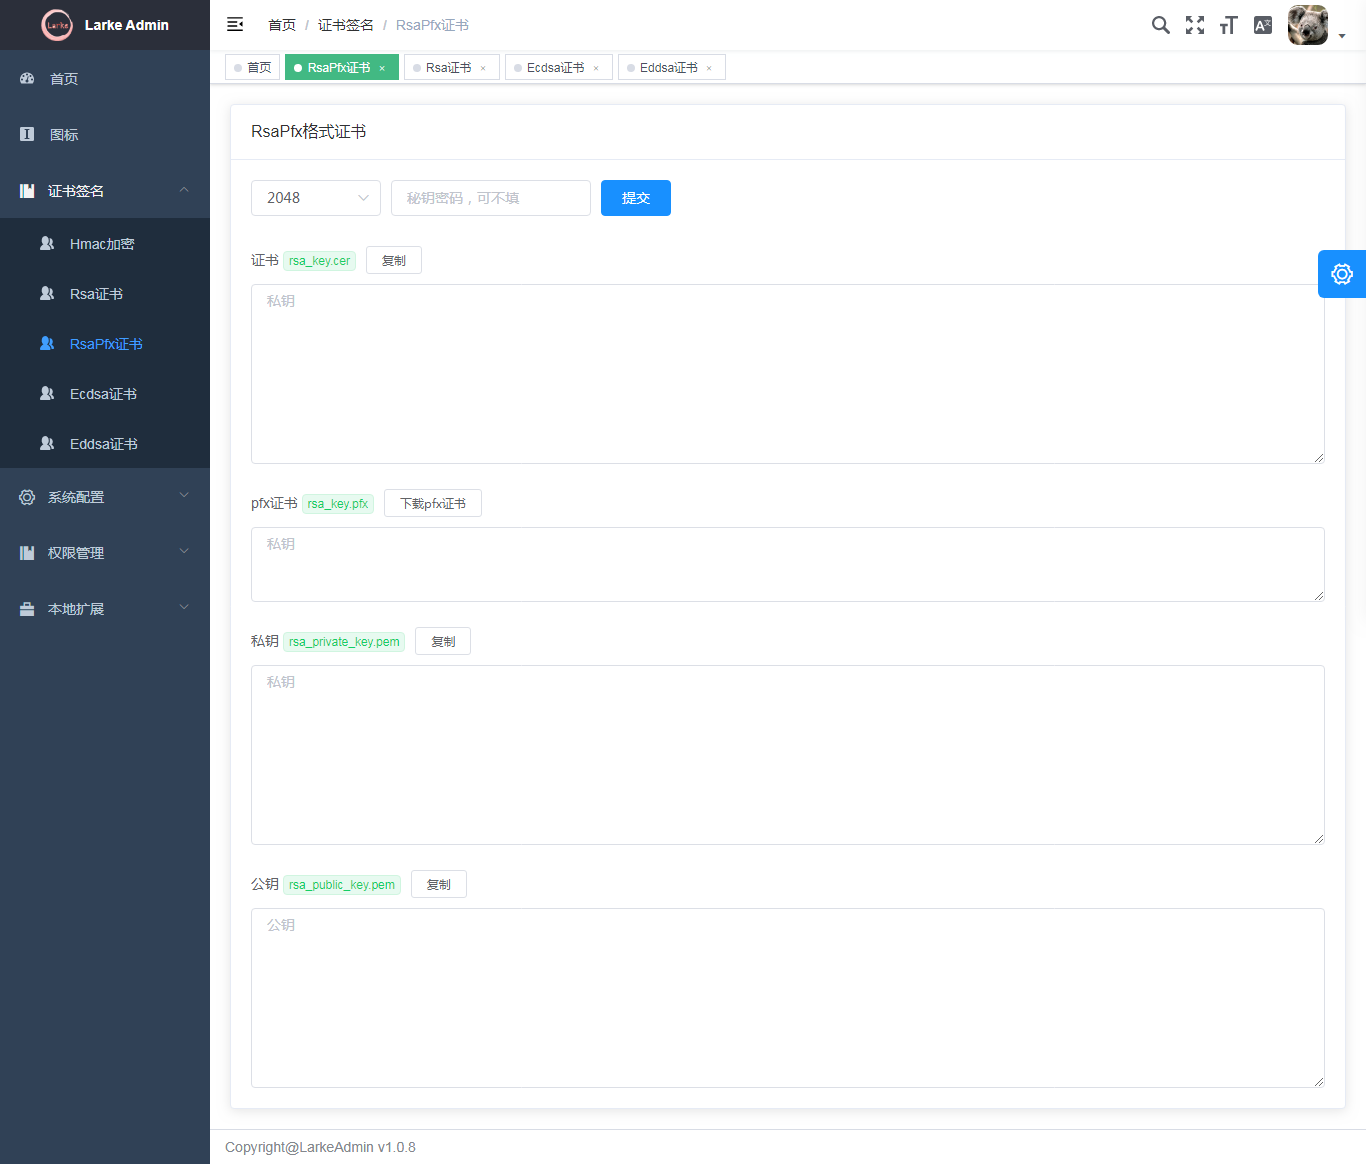 Larke
Larke Admin
首页 / 证书签名 / RsaPfx证书
首页
RsaPfx证书 ×
Rsa证书 ×
Ecdsa证书 ×
Eddsa证书 ×
首页
图标
证书签名
Hmac加密
Rsa证书
RsaPfx证书
Ecdsa证书
Eddsa证书
系统配置
权限管理
本地扩展
RsaPfx格式证书
2048
秘钥密码，可不填
提交
证书 rsa_key.cer 复制
私钥
pfx证书 rsa_key.pfx 下载pfx证书
私钥
私钥 rsa_private_key.pem 复制
私钥
公钥 rsa_public_key.pem 复制
公钥
Copyright@LarkeAdmin v1.0.8